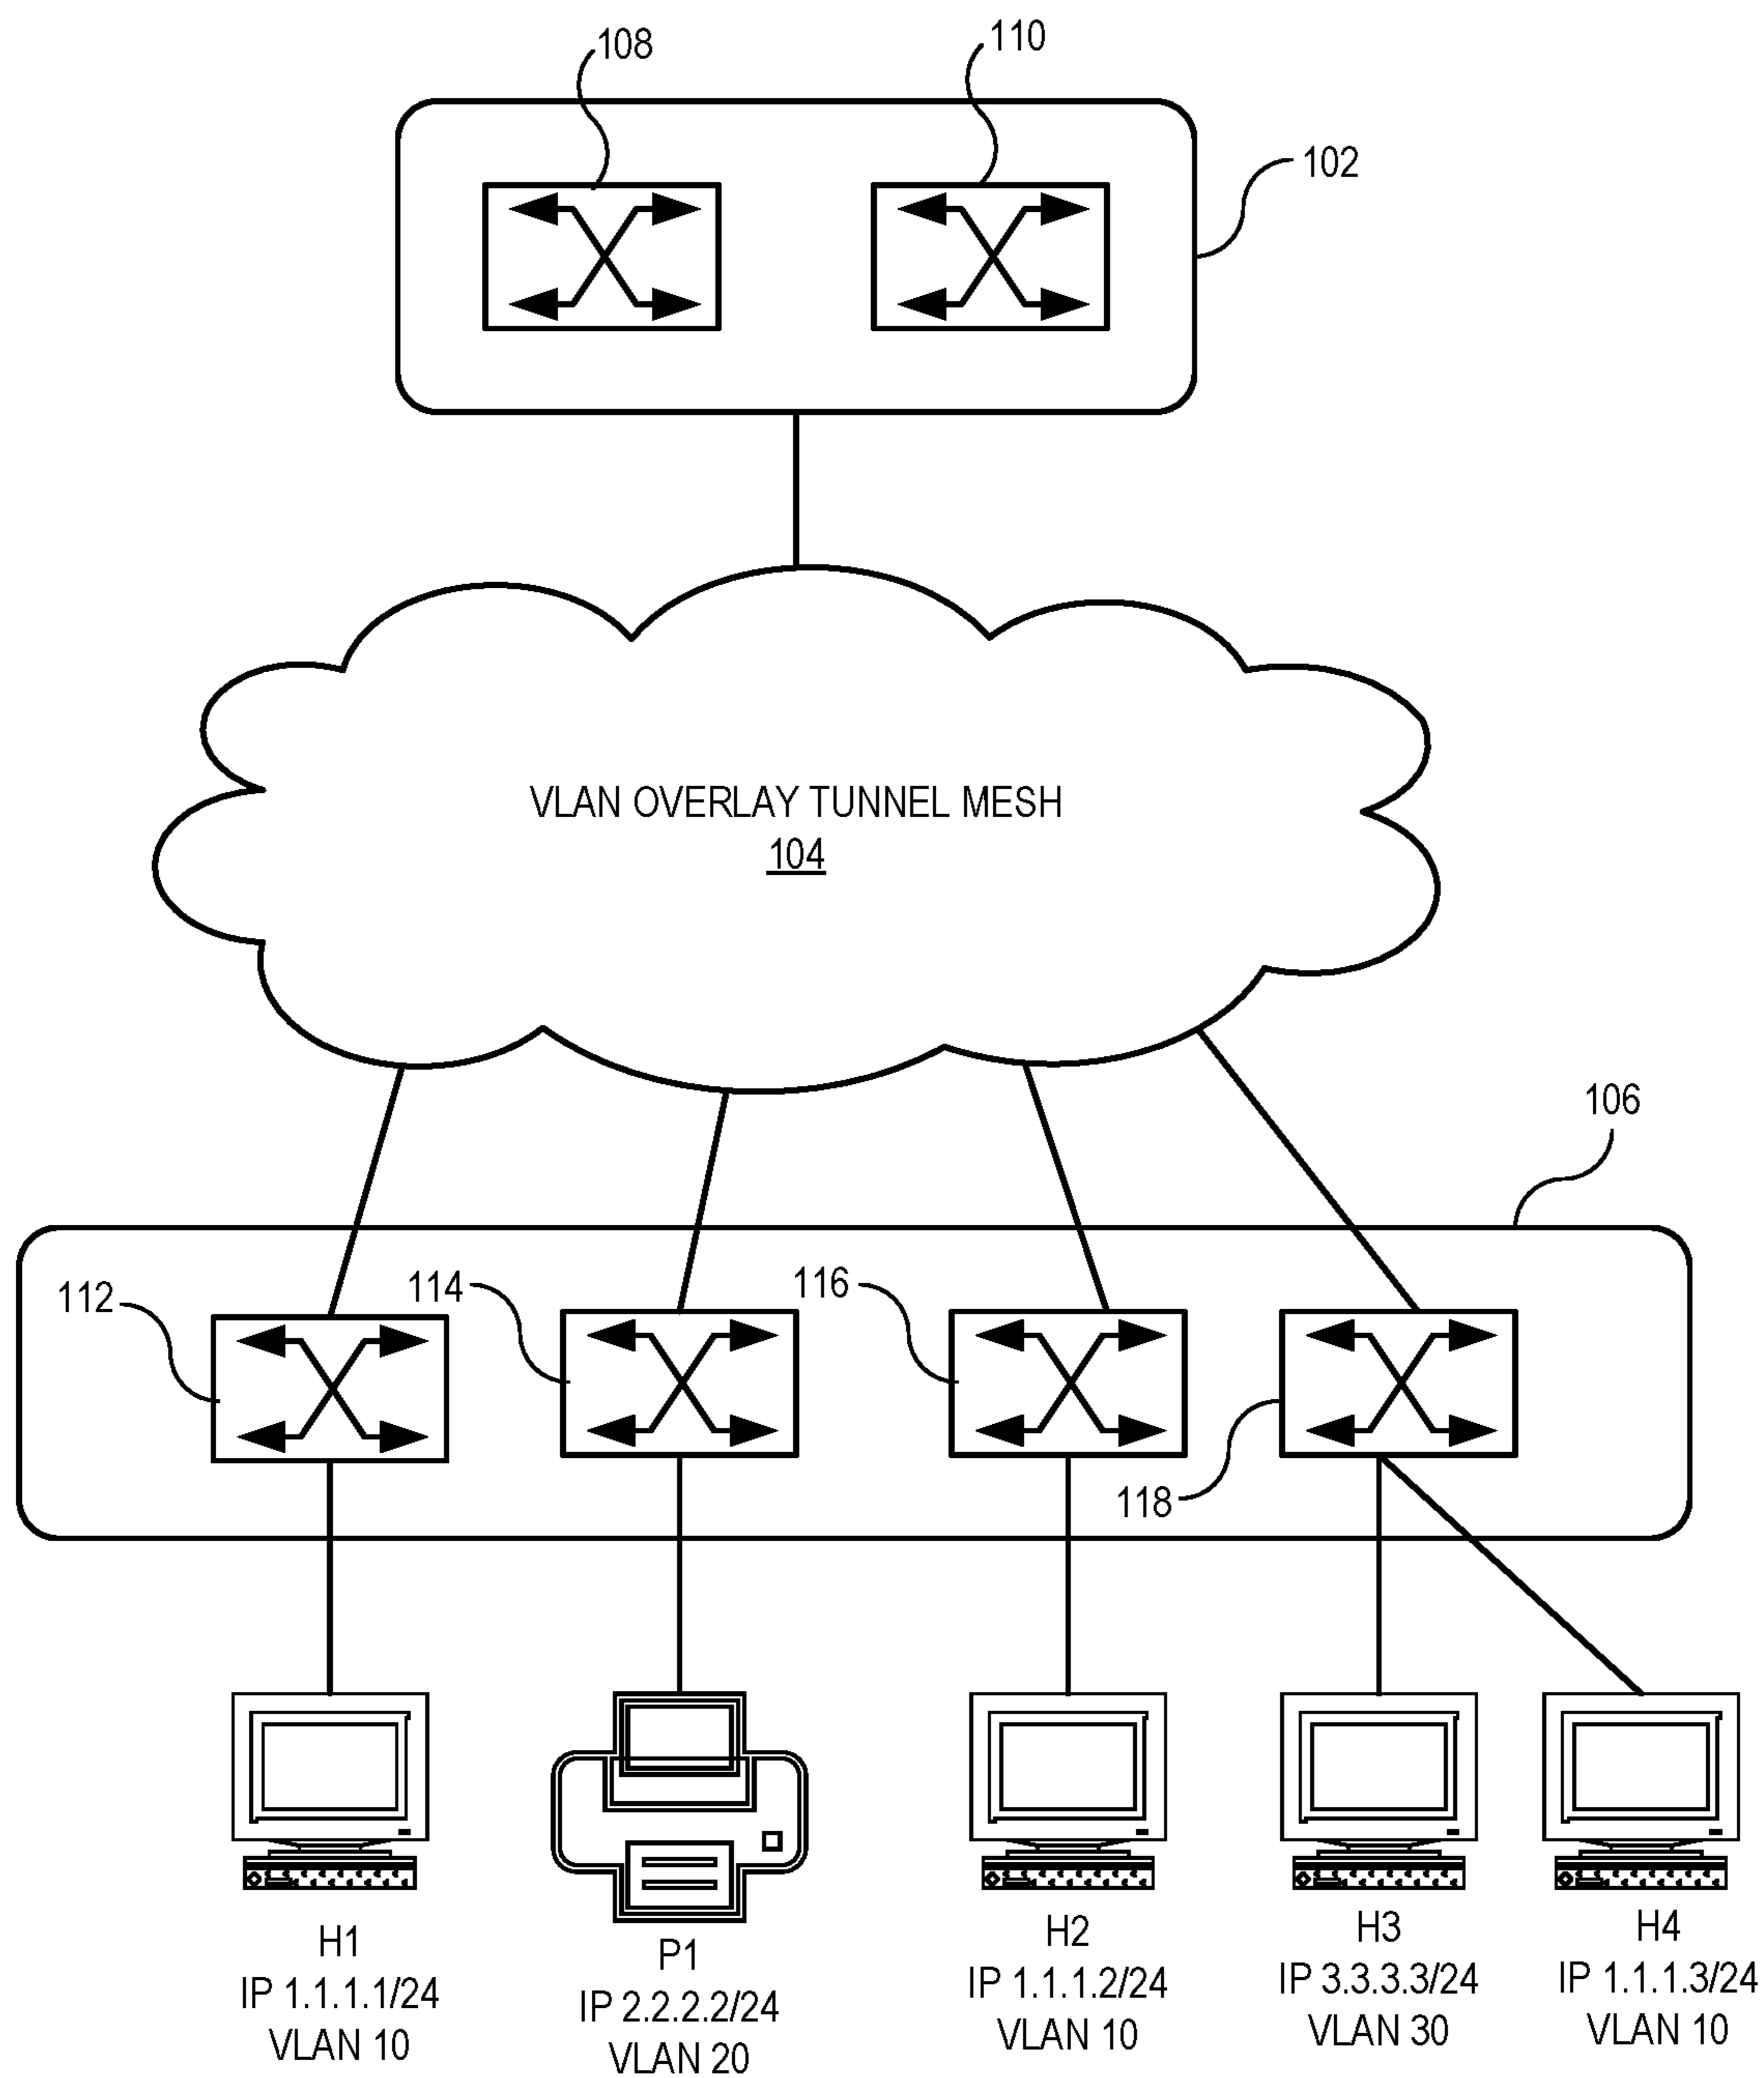 108
110
102
VLAN OVERLAY TUNNEL MESH
104
106
112
114
116
118
H1
IP 1.1.1.1/24
VLAN 10
P1
IP 2.2.2.2/24
VLAN 20
H2
IP 1.1.1.2/24
VLAN 10
H3
IP 3.3.3.3/24
VLAN 30
H4
IP 1.1.1.3/24
VLAN 10